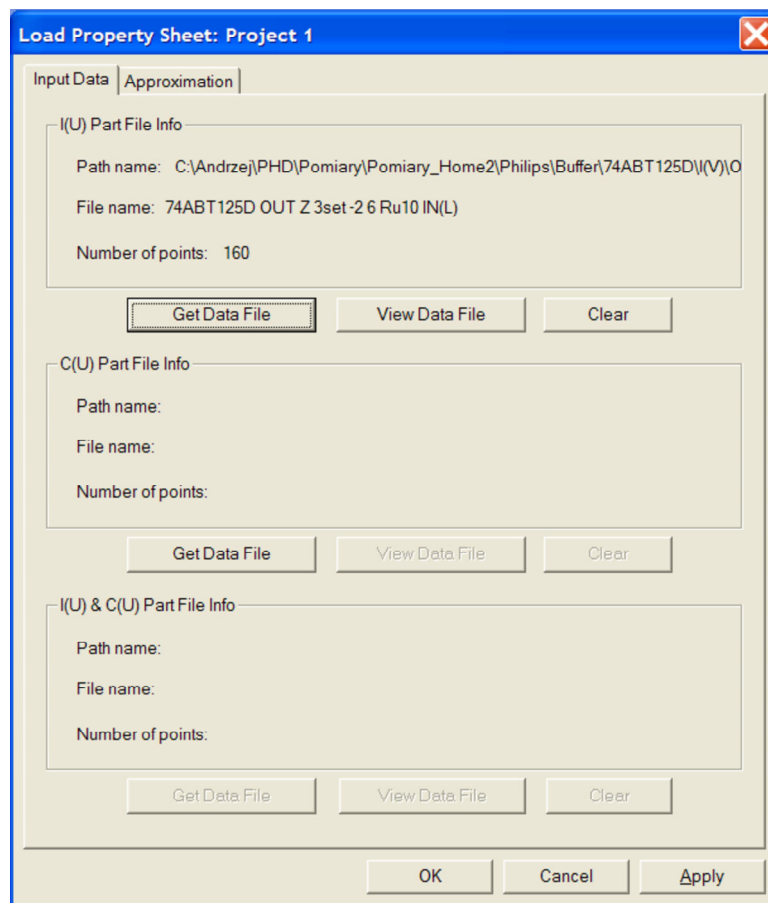 Load Property Sheet: Project 1
Input Data Approximation
I(U) Part File Info
Path name: C:\Andrzej\PHD\Pomiary\Pomiary_Home2\Philips\Buffer\74ABT125D\I(V)\O
File name: 74ABT125D OUT Z 3set -2 6 Ru10 IN(L)
Number of points: 160
Get Data File View Data File Clear
C(U) Part File Info
Path name:
File name:
Number of points:
Get Data File View Data File Clear
I(U) & C(U) Part File Info
Path name:
File name:
Number of points:
Get Data File View Data File Clear
OK Cancel Apply